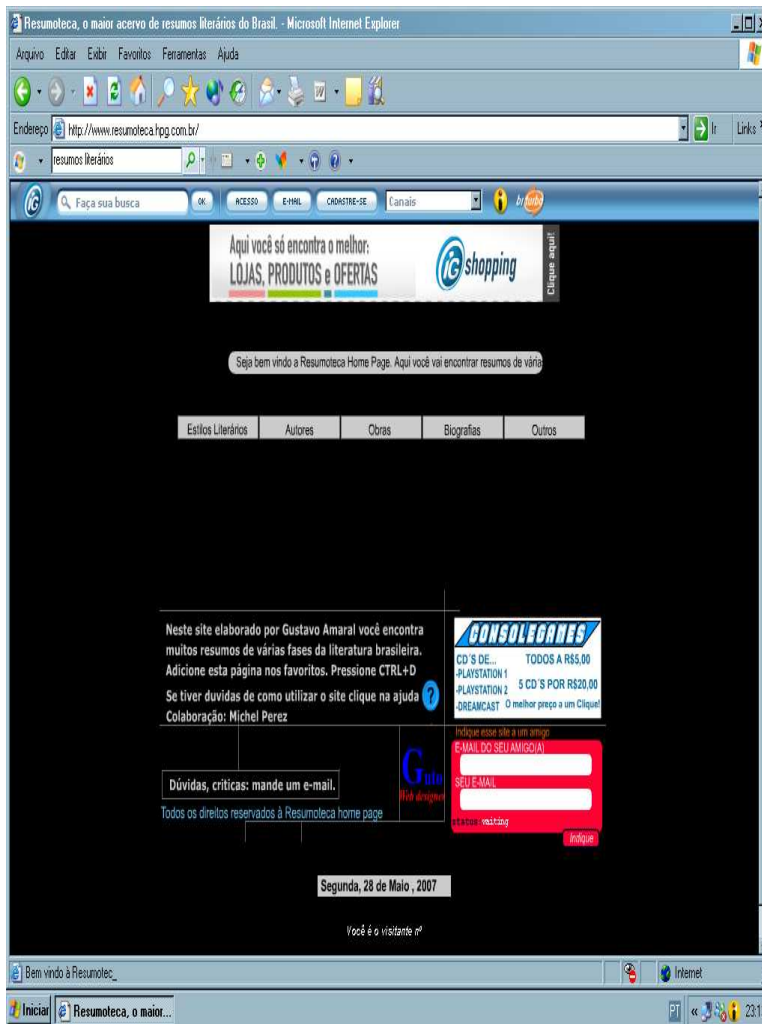 Resumoteca, o maior acervo de resumos literários do Brasil. - Microsoft Internet Explorer
Arquivo Editar Exibir Favoritos Ferramentas Ajuda
Endereço http://www.resumoteca.hpg.com.br/ Ir Links
resumos literários
iG Faça sua busca OK ACESSO E-MAIL CADASTRE-SE Canais i brturbo
Aqui você só encontra o melhor:
LOJAS, PRODUTOS e OFERTAS
iG shopping
Clique aqui!
Seja bem vindo a Resumoteca Home Page. Aqui você vai encontrar resumos de vária
Estilos Literários Autores Obras Biografias Outros
Neste site elaborado por Gustavo Amaral você encontra
muitos resumos de várias fases da literatura brasileira.
Adicione esta página nos favoritos. Pressione CTRL+D
Se tiver duvidas de como utilizar o site clique na ajuda ?
Colaboração: Michel Perez
CONSOLEGAMES
CD´S DE... TODOS A R$5,00
-PLAYSTATION 1
-PLAYSTATION 2 5 CD´S POR R$20,00
-DREAMCAST O melhor preço a um Clique!
Indique esse site a um amigo
E-MAIL DO SEU AMIGO(A)
SEU E-MAIL
status:waiting
Indique
Guto
Web designer
Dúvidas, criticas: mande um e-mail.
Todos os direitos reservados à Resumoteca home page
Segunda, 28 de Maio , 2007
Você é o visitante nº
Bem vindo à Resumotec_ Internet
Iniciar Resumoteca, o maior... PT « 23:1